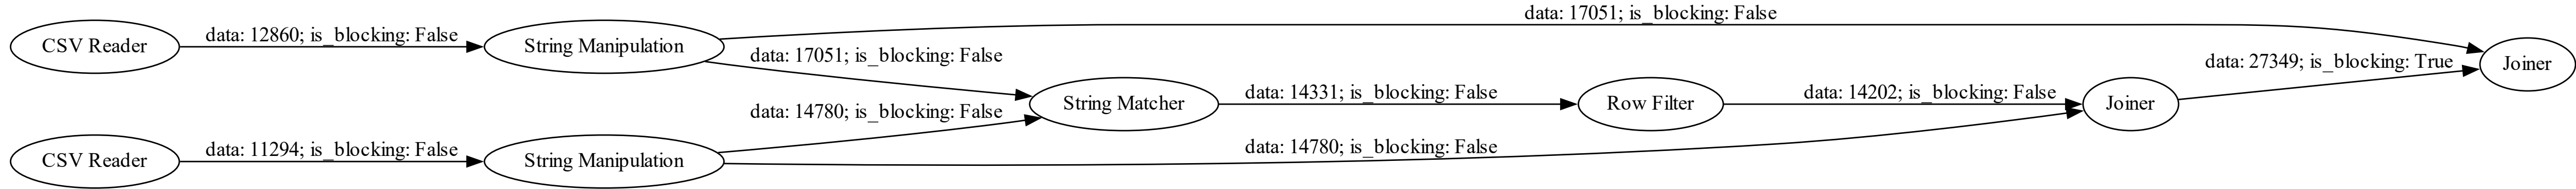 data: 17051; is_blocking: False
CSV Reader
data: 12860; is_blocking: False
String Manipulation
data: 17051; is_blocking: False
data: 27349; is_blocking: True
Joiner
data: 14780; is_blocking: False
String Matcher
data: 14331; is_blocking: False
Row Filter
data: 14202; is_blocking: False
Joiner
CSV Reader
data: 11294; is_blocking: False
String Manipulation
data: 14780; is_blocking: False